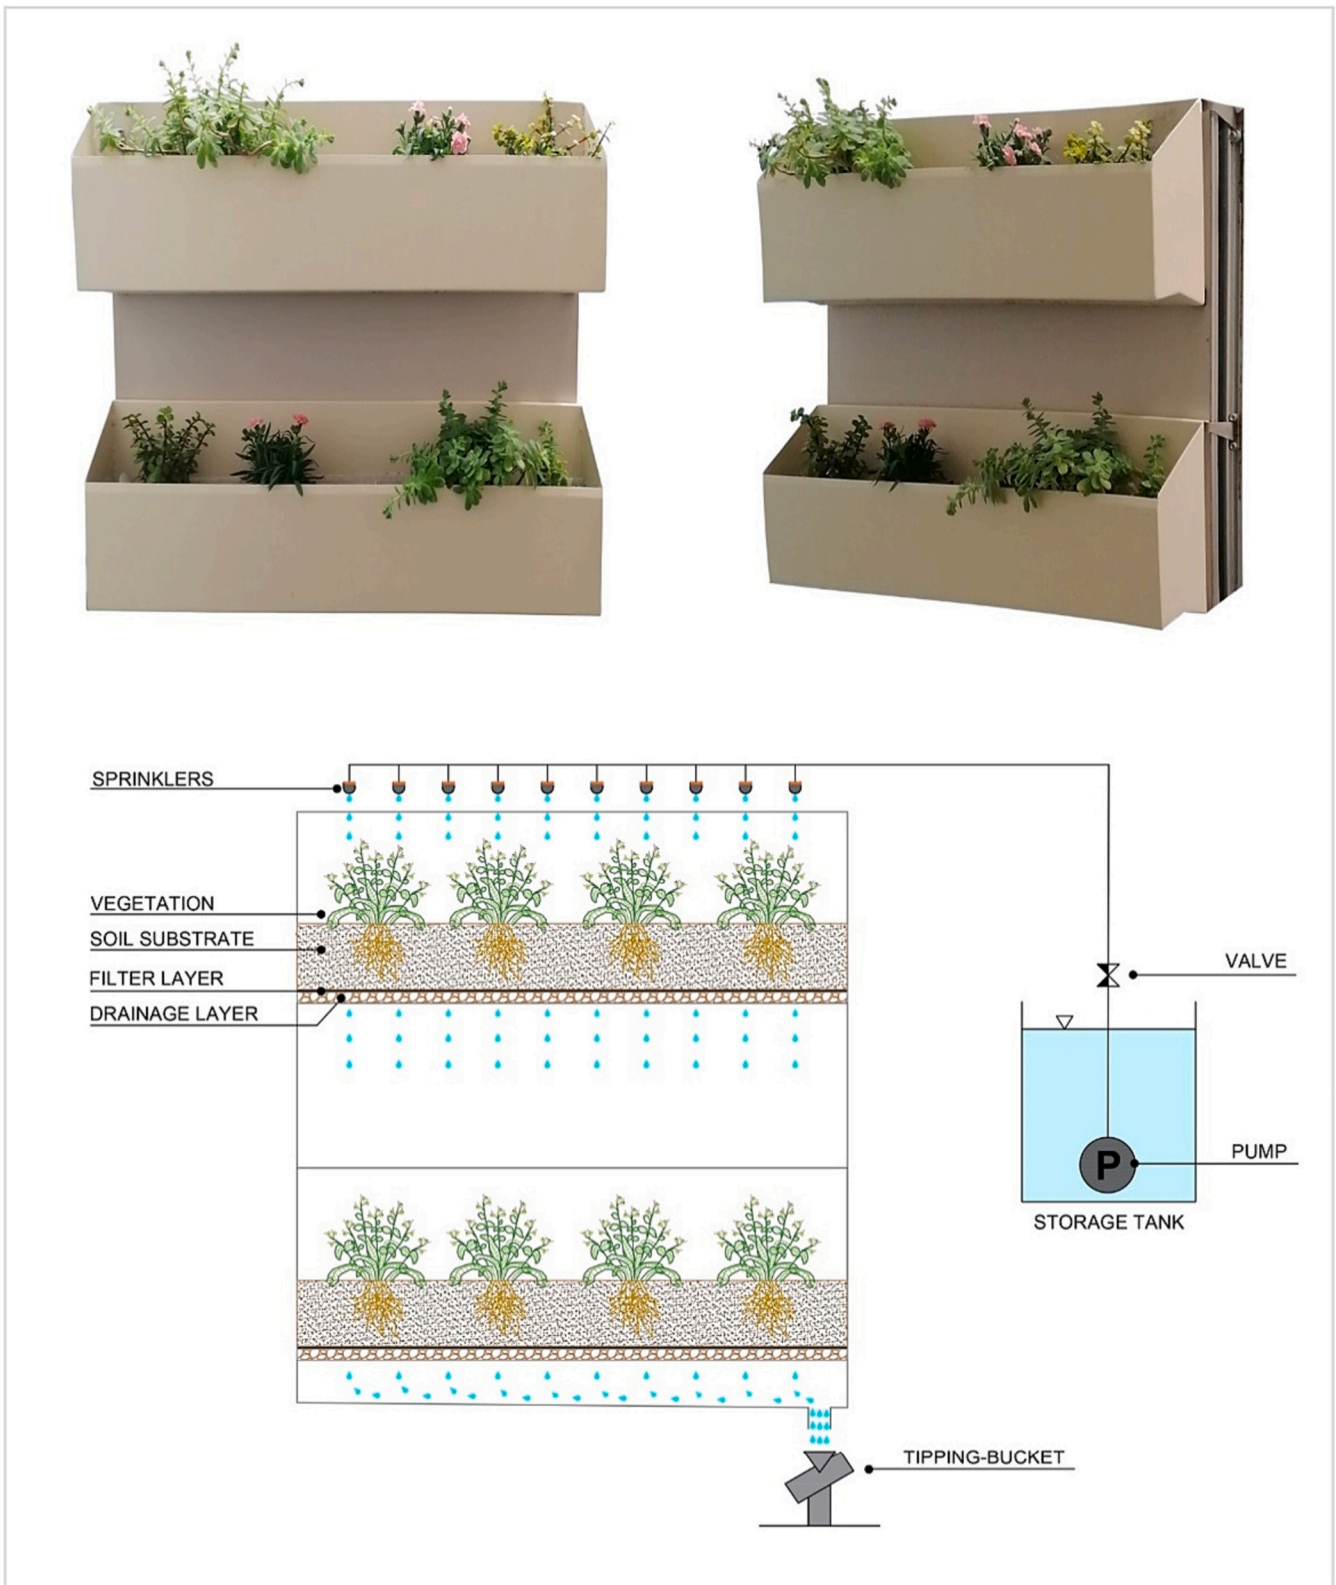 SPRINKLERS
VEGETATION
SOIL SUBSTRATE
FILTER LAYER
DRAINAGE LAYER
VALVE
P
PUMP
STORAGE TANK
TIPPING-BUCKET